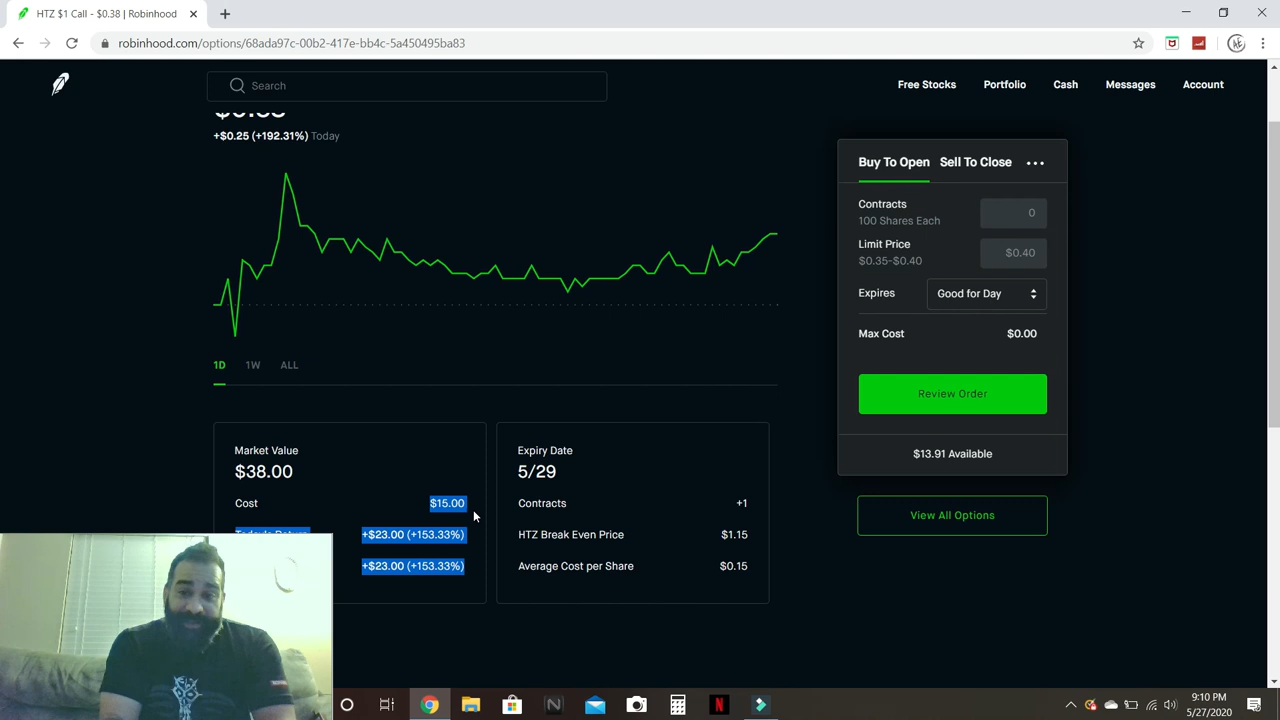 HTZ $1 Call - $0.38 | Robinhood
robinhood.com/options/68ada97c-00b2-417e-bb4c-5a450495ba83
Search
Free Stocks Portfolio Cash Messages Account
+$0.25 (+192.31%) Today
1D 1W ALL
Buy To Open Sell To Close
Contracts
100 Shares Each
0
Limit Price
$0.35-$0.40
$0.40
Expires Good for Day
Max Cost $0.00
Review Order
$13.91 Available
View All Options
Market Value
$38.00
Cost $15.00
Today's Return +$23.00 (+153.33%)
+$23.00 (+153.33%)
Expiry Date
5/29
Contracts +1
HTZ Break Even Price $1.15
Average Cost per Share $0.15
N
9:10 PM
5/27/2020